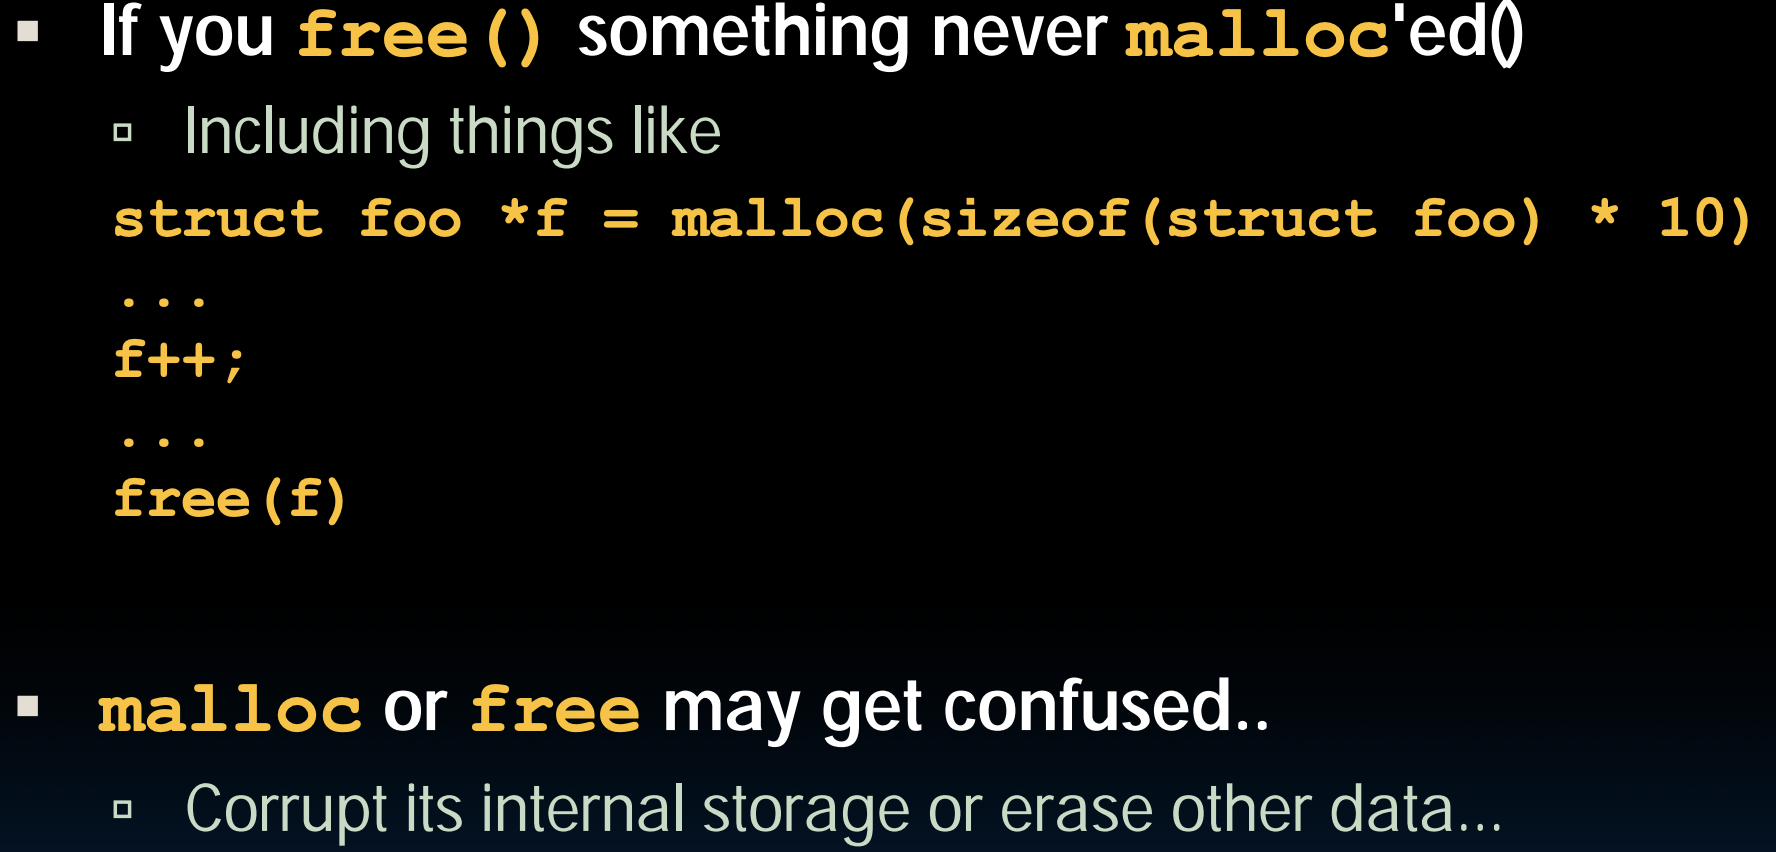 If you free() something never malloc'ed()
Including things like
struct foo *f = malloc(sizeof(struct foo) * 10)
...
f++;
...
free(f)
malloc or free may get confused..
Corrupt its internal storage or erase other data...